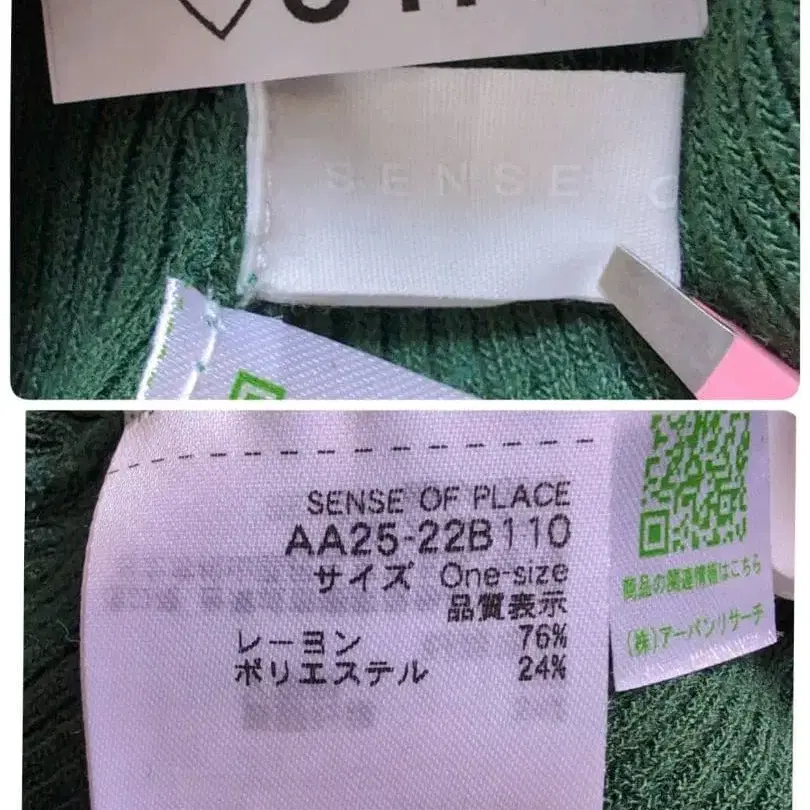 SENSE
SENSE OF PLACE
AA25-22B110
サイズ One-size
品質表示
レーヨン 76%
ポリエステル 24%
商品の関連情報はこちら
(株)アーバンリサーチ